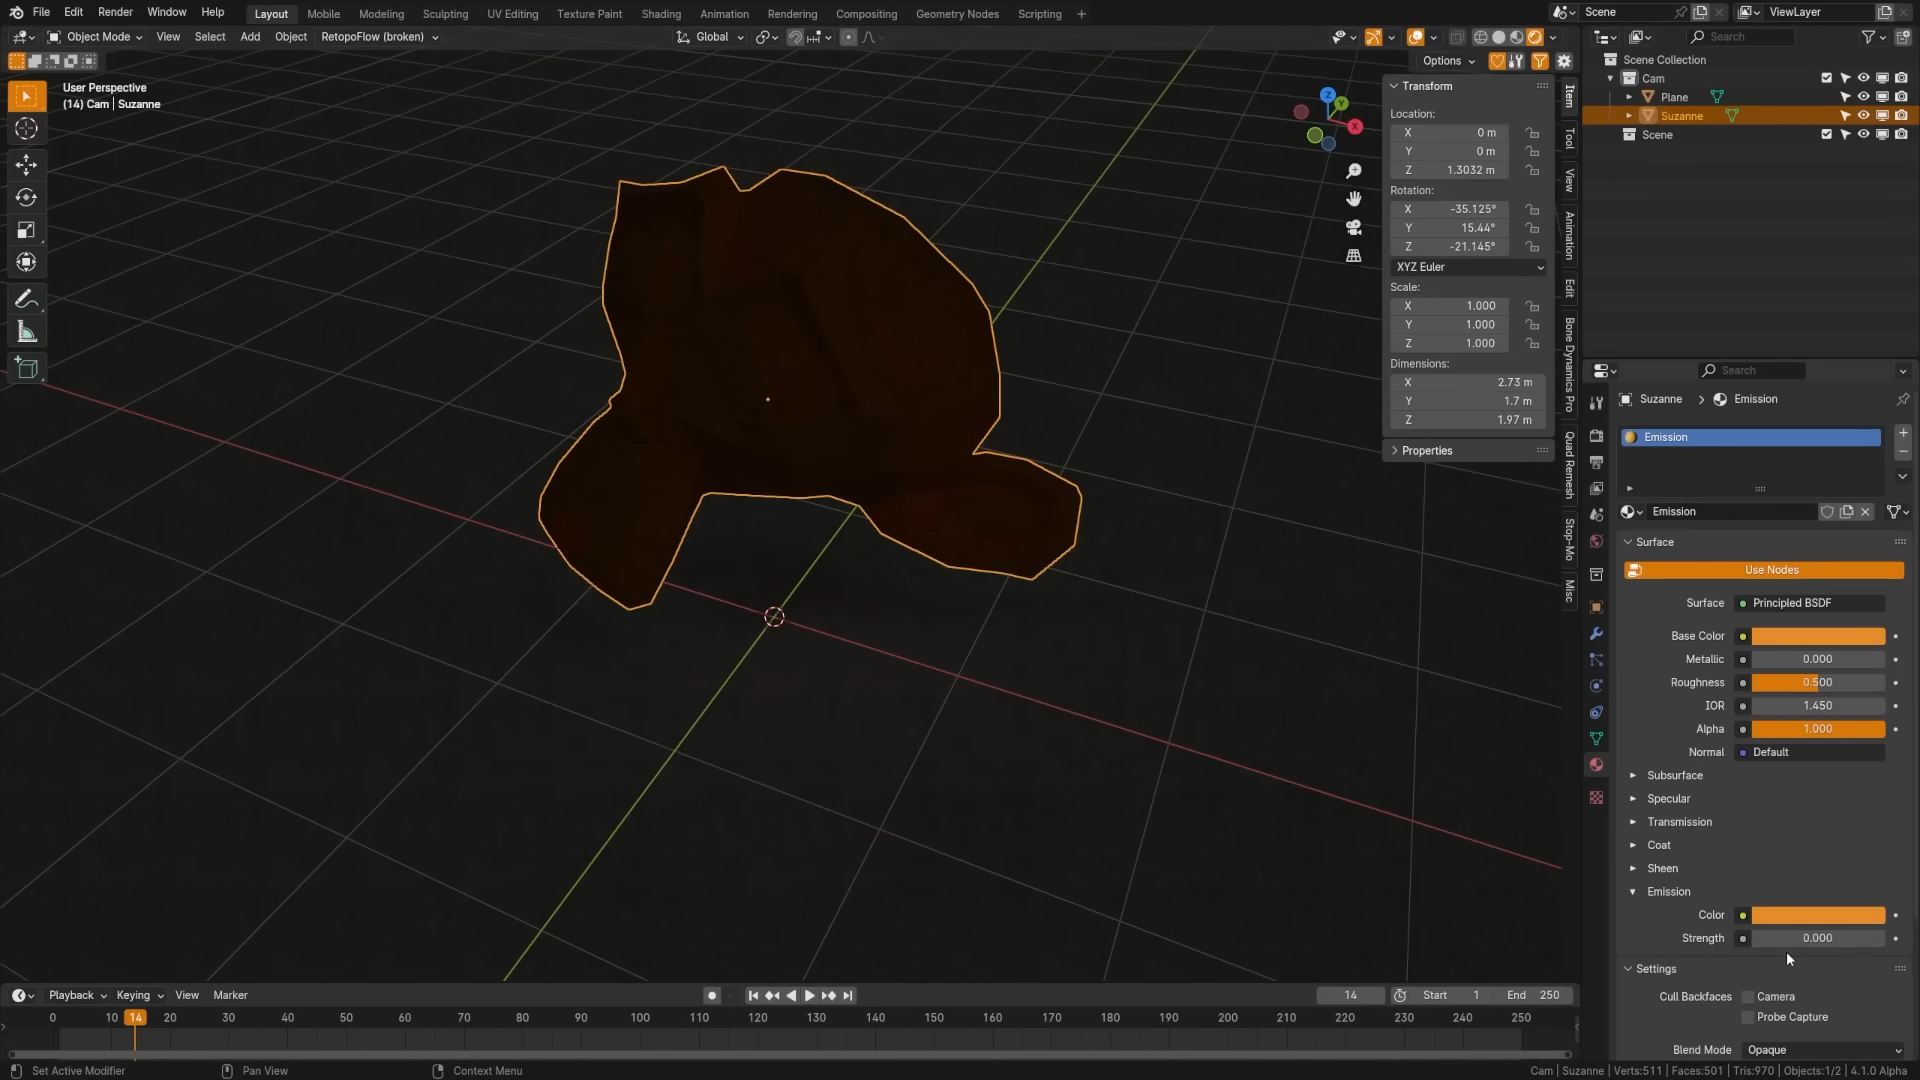 File Edit Render Window Help Layout Mobile Modeling Sculpting UV Editing Texture Paint Shading Animation Rendering Compositing Geometry Nodes Scripting + Scene ViewLayer
Object Mode View Select Add Object RetopoFlow (broken) Global Search
Options
User Perspective
(14) Cam | Suzanne
Scene Collection
Cam
Plane
Suzanne
Scene
Z
Y
X
Transform
Location:
X 0 m
Y 0 m
Z 1.3032 m
Rotation:
X -35.125°
Y 15.44°
Z -21.145°
XYZ Euler
Scale:
X 1.000
Y 1.000
Z 1.000
Dimensions:
X 2.73 m
Y 1.7 m
Z 1.97 m
Properties
Item
Tool
View
Animation
Edit
Bone Dynamics Pro
Quad Remesh
Stop-Mo
Misc
Search
Suzanne > Emission
Emission
Emission
Surface
Use Nodes
Surface Principled BSDF
Base Color
Metallic 0.000
Roughness 0.500
IOR 1.450
Alpha 1.000
Normal Default
Subsurface
Specular
Transmission
Coat
Sheen
Emission
Color
Strength 0.000
Settings
Cull Backfaces Camera
Probe Capture
Blend Mode Opaque
Playback Keying View Marker 14 Start 1 End 250
0 10 14 20 30 40 50 60 70 80 90 100 110 120 130 140 150 160 170 180 190 200 210 220 230 240 250
Set Active Modifier Pan View Context Menu Cam | Suzanne | Verts:511 | Faces:501 | Tris:970 | Objects:1/2 | 4.1.0 Alpha